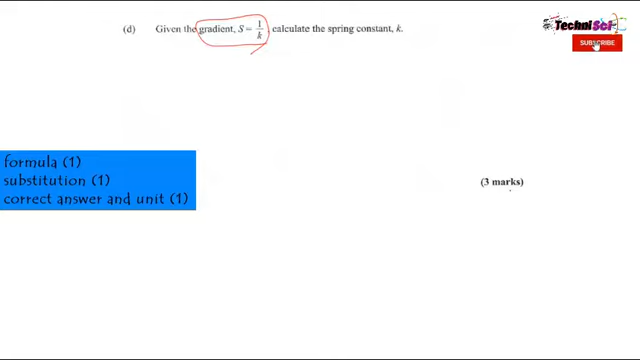 (d) Given the gradient, S = 1/k, calculate the spring constant, k.
TechniSci
SUBSCRIBE
formula (1)
substitution (1)
correct answer and unit (1)
(3 marks)